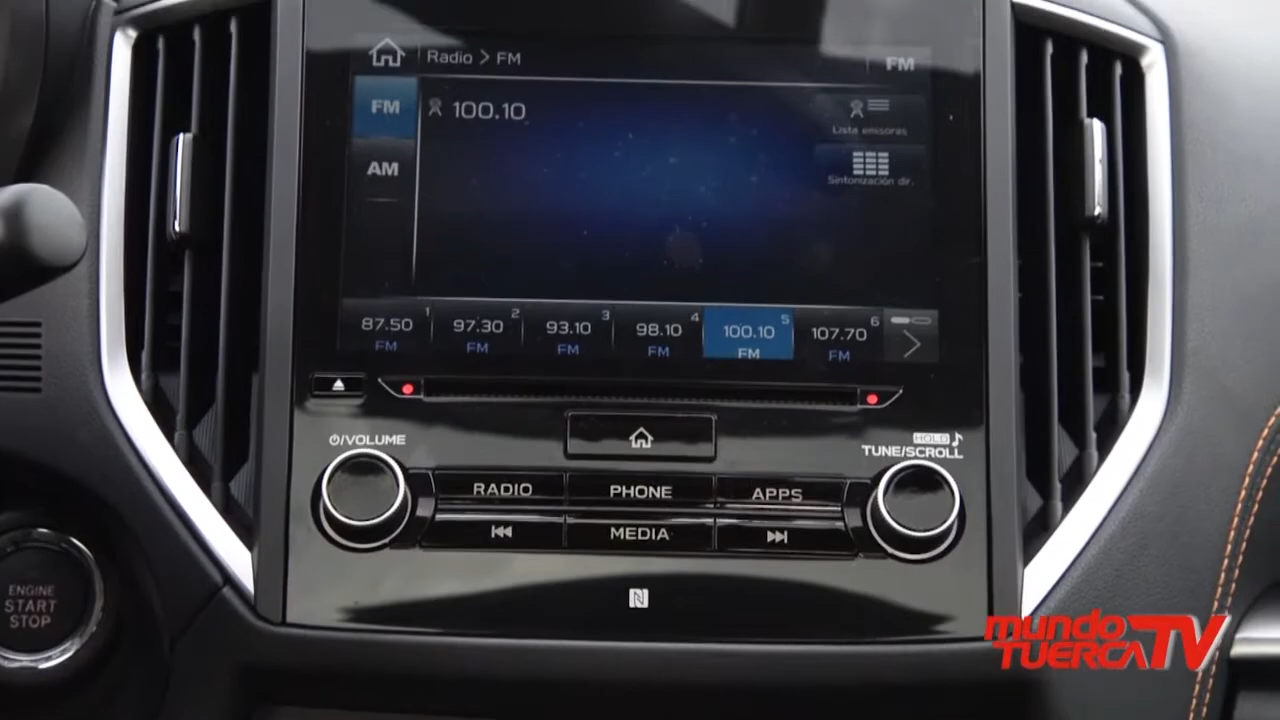 Radio > FM
FM
FM
100.10
Lista emisoras
AM
Sintonización dir.
87.50 1
FM
97.30 2
FM
93.10 3
FM
98.10 4
FM
100.10 5
FM
107.70 6
FM
/VOLUME
HOLD
TUNE/SCROLL
RADIO
PHONE
APPS
MEDIA
ENGINE
START
STOP
mundo
TUERCA TV